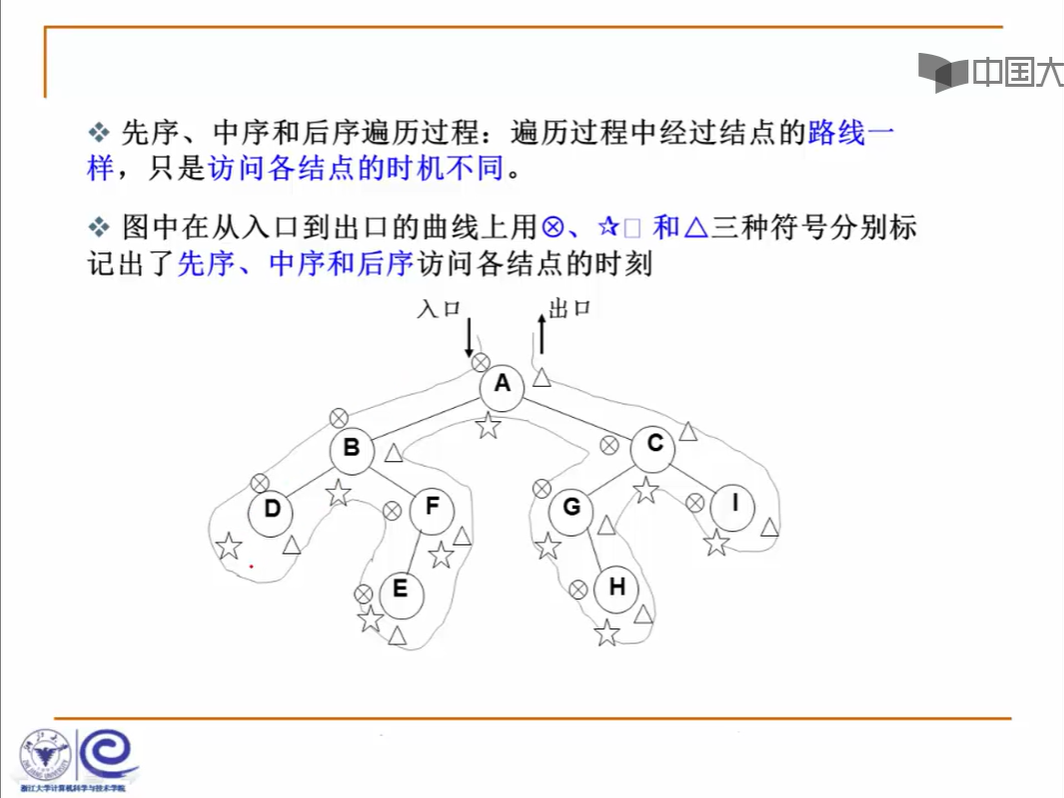 中国大
❖ 先序、中序和后序遍历过程：遍历过程中经过结点的路线一
样，只是访问各结点的时机不同。
❖ 图中在从入口到出口的曲线上用⊗、☆□ 和△三种符号分别标
记出了先序、中序和后序访问各结点的时刻
入口 出口
A
B C
D F G I
E H
浙江大学计算机科学与技术学院